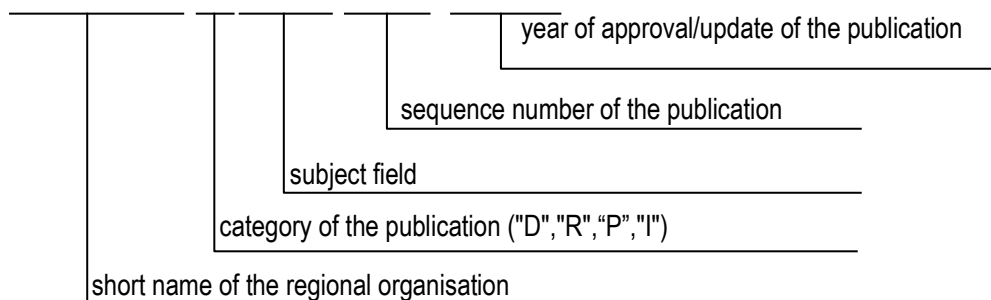 year of approval/update of the publication
sequence number of the publication
subject field
category of the publication ("D","R",“P”,"I")
short name of the regional organisation